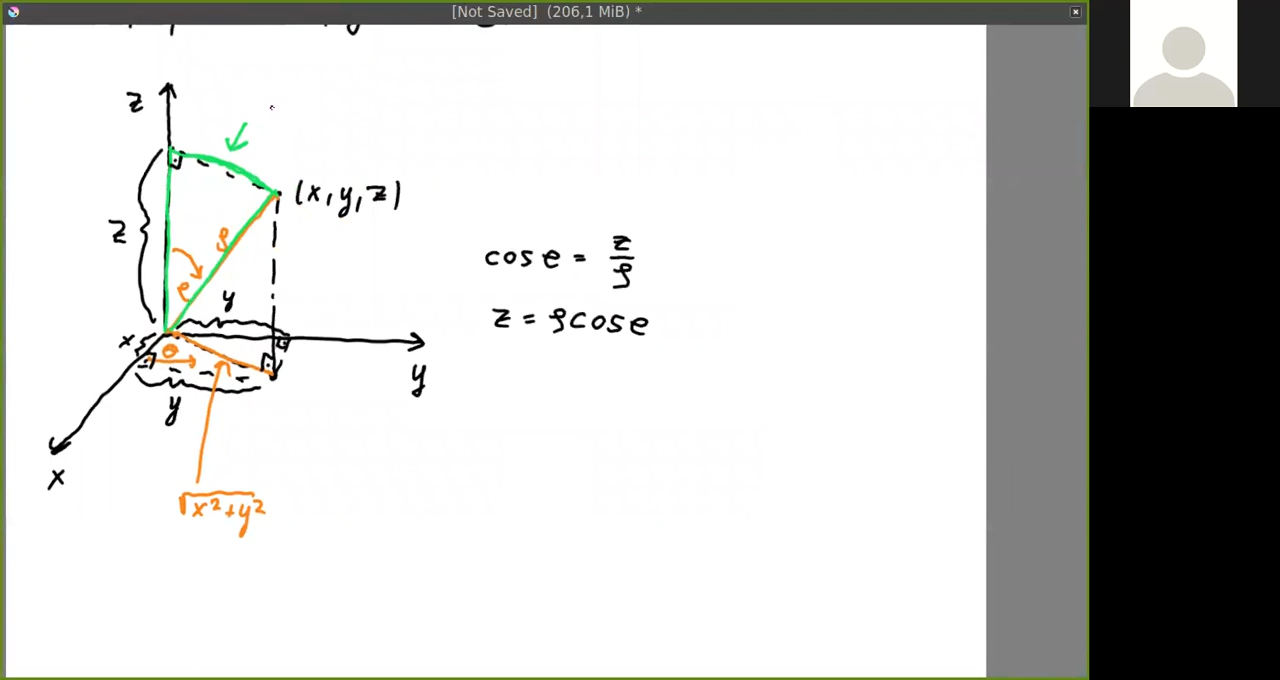 [Not Saved] (206,1 MiB) *
z
(x, y, z)
z
ρ
φ
y
cos φ = z/ρ
z = ρ cos φ
x
θ
y
y
x
√x²+y²